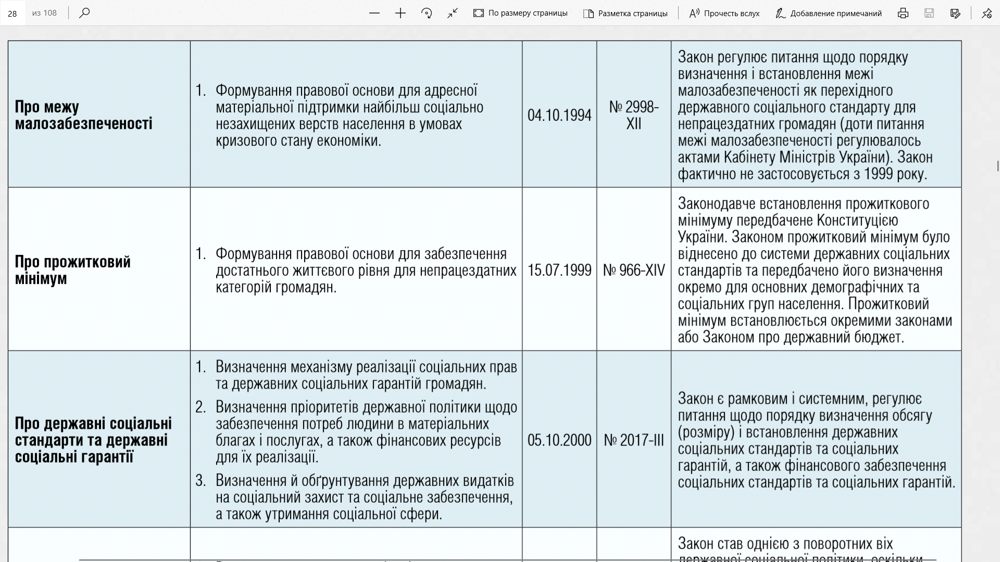 28 из 108 По размеру страницы Разметка страницы Прочесть вслух Добавление примечаний
Про межу
малозабезпеченості
1. Формування правової основи для адресної
матеріальної підтримки найбільш соціально
незахищених верств населення в умовах
кризового стану економіки.
04.10.1994
№ 2998-
XII
Закон регулює питання щодо порядку
визначення і встановлення межі
малозабезпеченості як перехідного
державного соціального стандарту для
непрацездатних громадян (доти питання
межі малозабезпеченості регулювалось
актами Кабінету Міністрів України). Закон
фактично не застосовується з 1999 року.
Про прожитковий
мінімум
1. Формування правової основи для забезпечення
достатнього життєвого рівня для непрацездатних
категорій громадян.
15.07.1999
№ 966-XIV
Законодавче встановлення прожиткового
мінімуму передбачене Конституцією
України. Законом прожитковий мінімум було
віднесено до системи державних соціальних
стандартів та передбачено його визначення
окремо для основних демографічних та
соціальних груп населення. Прожитковий
мінімум встановлюється окремими законами
або Законом про державний бюджет.
Про державні соціальні
стандарти та державні
соціальні гарантії
1. Визначення механізму реалізації соціальних прав
та державних соціальних гарантій громадян.
2. Визначення пріоритетів державної політики щодо
забезпечення потреб людини в матеріальних
благах і послугах, а також фінансових ресурсів
для їх реалізації.
3. Визначення й обґрунтування державних видатків
на соціальний захист та соціальне забезпечення,
а також утримання соціальної сфери.
05.10.2000
№ 2017-III
Закон є рамковим і системним, регулює
питання щодо порядку визначення обсягу
(розміру) і встановлення державних
соціальних стандартів та соціальних
гарантій, а також фінансового забезпечення
соціальних стандартів та соціальних гарантій.
Закон став однією з поворотних віх
державної соціальної політики, оскільки